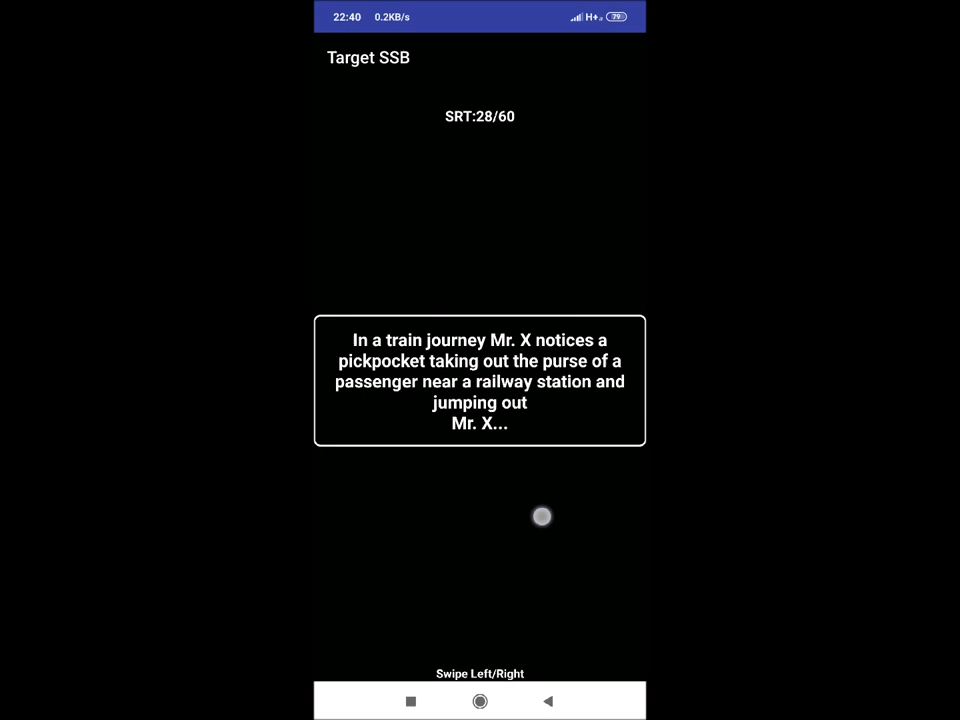 22:40 0.2KB/s H+ 79
Target SSB
SRT:28/60
In a train journey Mr. X notices a
pickpocket taking out the purse of a
passenger near a railway station and
jumping out
Mr. X...
Swipe Left/Right